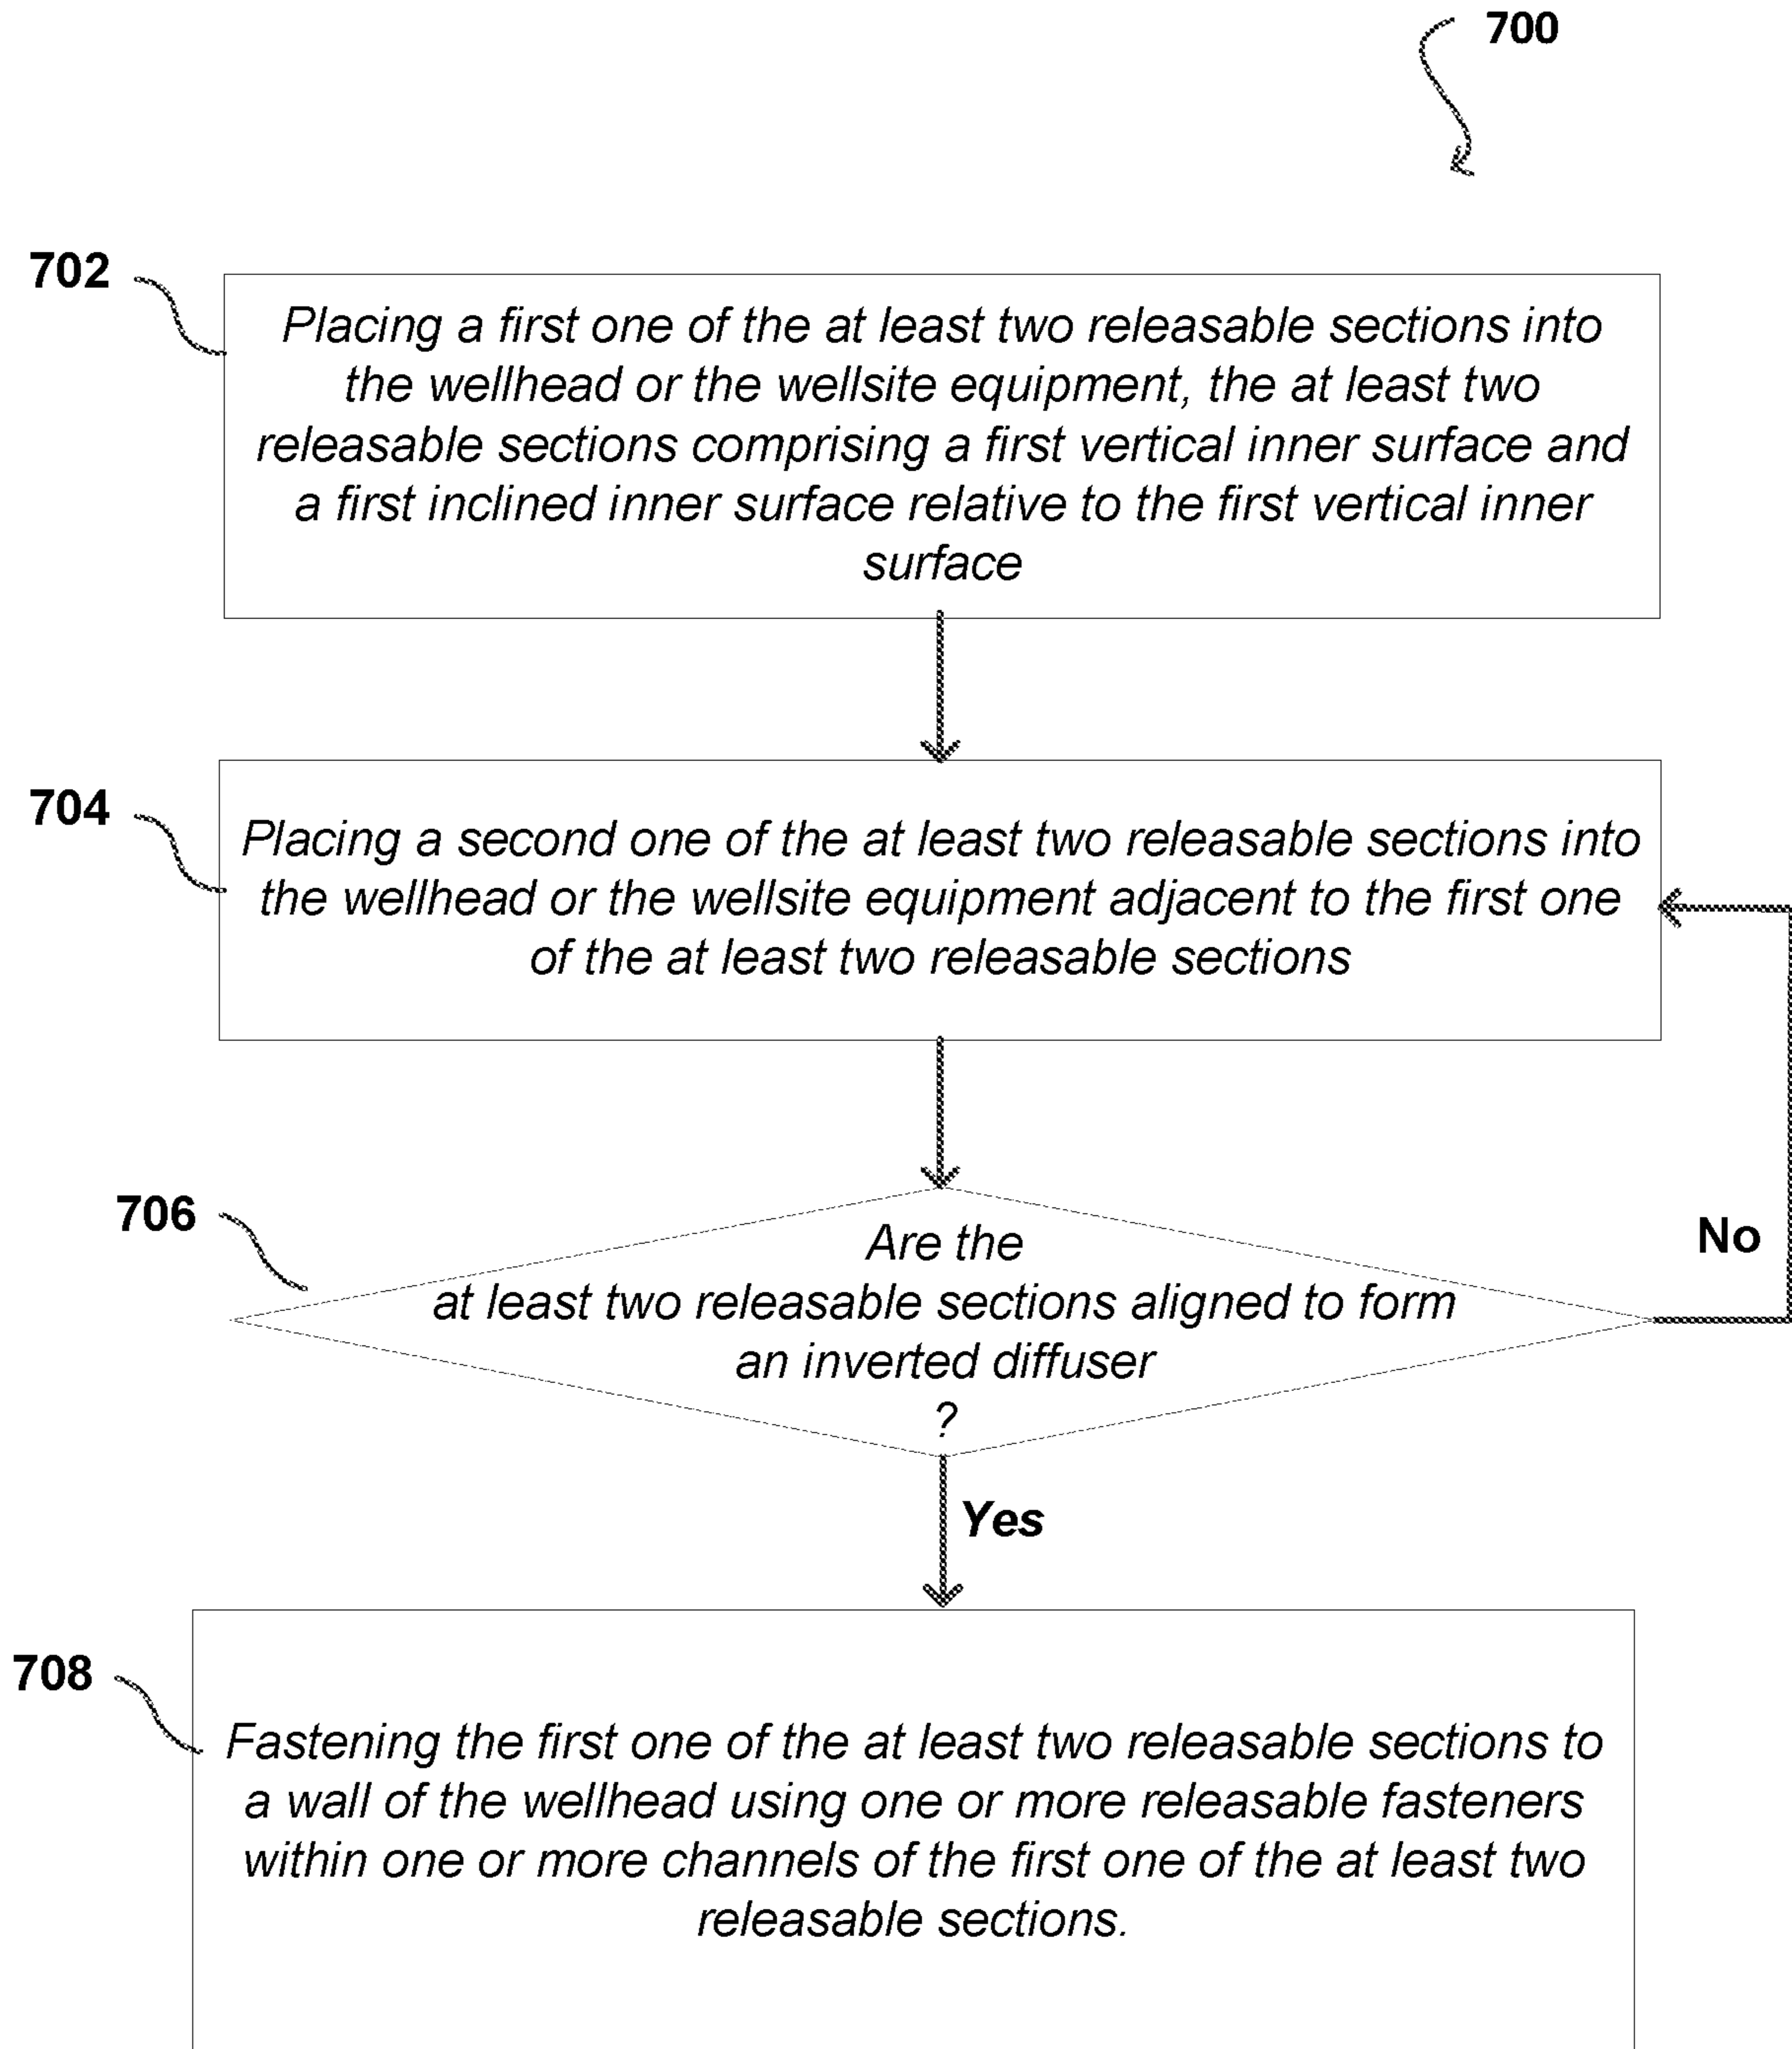 700
702
Placing a first one of the at least two releasable sections into
the wellhead or the wellsite equipment, the at least two
releasable sections comprising a first vertical inner surface and
a first inclined inner surface relative to the first vertical inner
surface
704
Placing a second one of the at least two releasable sections into
the wellhead or the wellsite equipment adjacent to the first one
of the at least two releasable sections
706
Are the
at least two releasable sections aligned to form
an inverted diffuser
?
No
Yes
708
Fastening the first one of the at least two releasable sections to
a wall of the wellhead using one or more releasable fasteners
within one or more channels of the first one of the at least two
releasable sections.